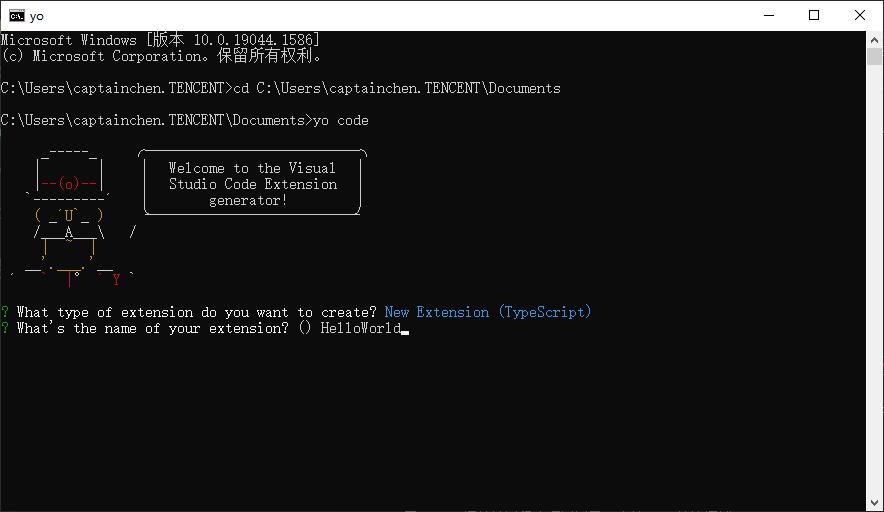 yo
Microsoft Windows [版本 10.0.19044.1586]
(c) Microsoft Corporation。保留所有权利。
C:\Users\captainchen.TENCENT>cd C:\Users\captainchen.TENCENT\Documents
C:\Users\captainchen.TENCENT\Documents>yo code
Welcome to the Visual
Studio Code Extension
generator!
? What type of extension do you want to create? New Extension (TypeScript)
? What's the name of your extension? () HelloWorld